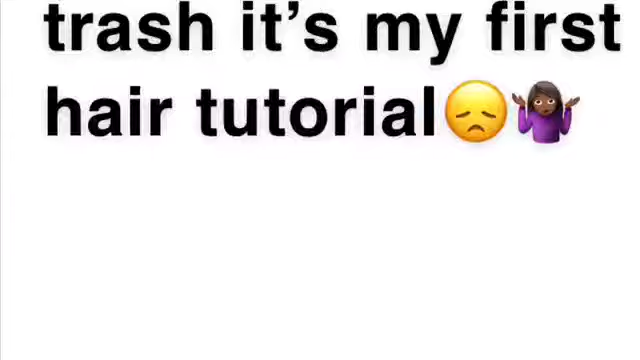 trash it’s my first
hair tutorial😞🤷🏾‍♀️